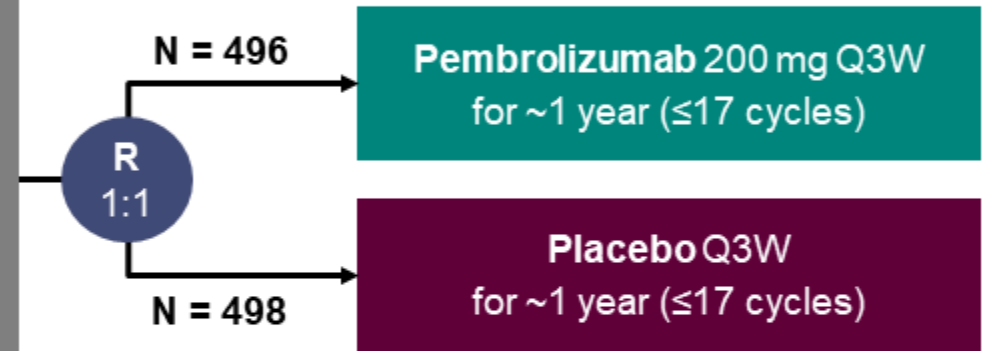 N = 496
Pembrolizumab 200 mg Q3W
for ~1 year (≤17 cycles)
R
1:1
Placebo Q3W
for ~1 year (≤17 cycles)
N = 498